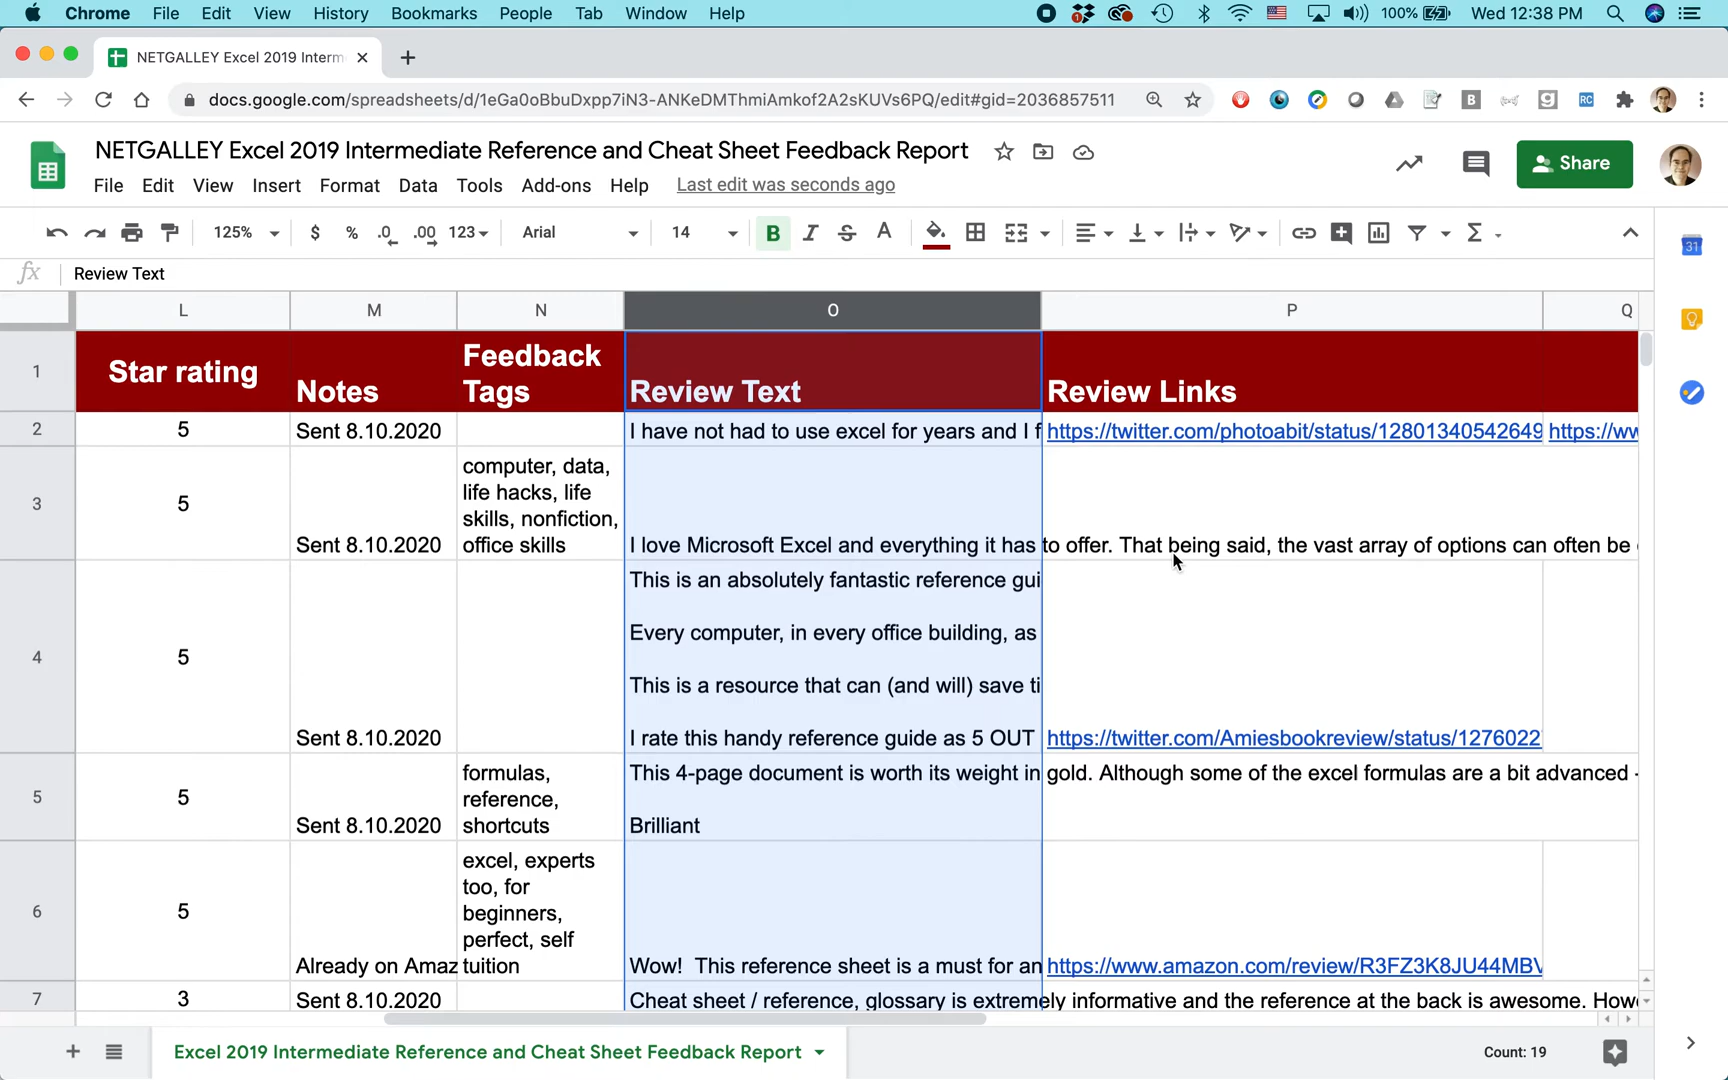 Chrome File Edit View History Bookmarks People Tab Window Help 1 100% Wed 12:38 PM
NETGALLEY Excel 2019 Interm
docs.google.com/spreadsheets/d/1eGa0oBbuDxpp7iN3-ANKeDMThmiAmkof2A2sKUVs6PQ/edit#gid=2036857511 B g RC
NETGALLEY Excel 2019 Intermediate Reference and Cheat Sheet Feedback Report
Share
File Edit View Insert Format Data Tools Add-ons Help Last edit was seconds ago
125% $ % .0 .00 123 Arial 14 B I S A Σ
31
fx Review Text
L M N O P Q
1 Star rating Notes Feedback Tags Review Text Review Links
2 5 Sent 8.10.2020 I have not had to use excel for years and I f https://twitter.com/photoabit/status/12801340542649 https://ww
3 5 Sent 8.10.2020 computer, data,
life hacks, life
skills, nonfiction,
office skills I love Microsoft Excel and everything it has to offer. That being said, the vast array of options can often be
4 5 Sent 8.10.2020 This is an absolutely fantastic reference gui
Every computer, in every office building, as
This is a resource that can (and will) save ti
I rate this handy reference guide as 5 OUT https://twitter.com/Amiesbookreview/status/1276022
5 5 Sent 8.10.2020 formulas,
reference,
shortcuts This 4-page document is worth its weight in gold. Although some of the excel formulas are a bit advanced -
Brilliant
6 5 Already on Amaz excel, experts
too, for
beginners,
perfect, self
tuition Wow! This reference sheet is a must for an https://www.amazon.com/review/R3FZ3K8JU44MBV
7 3 Sent 8.10.2020 Cheat sheet / reference, glossary is extremely informative and the reference at the back is awesome. How
Excel 2019 Intermediate Reference and Cheat Sheet Feedback Report Count: 19